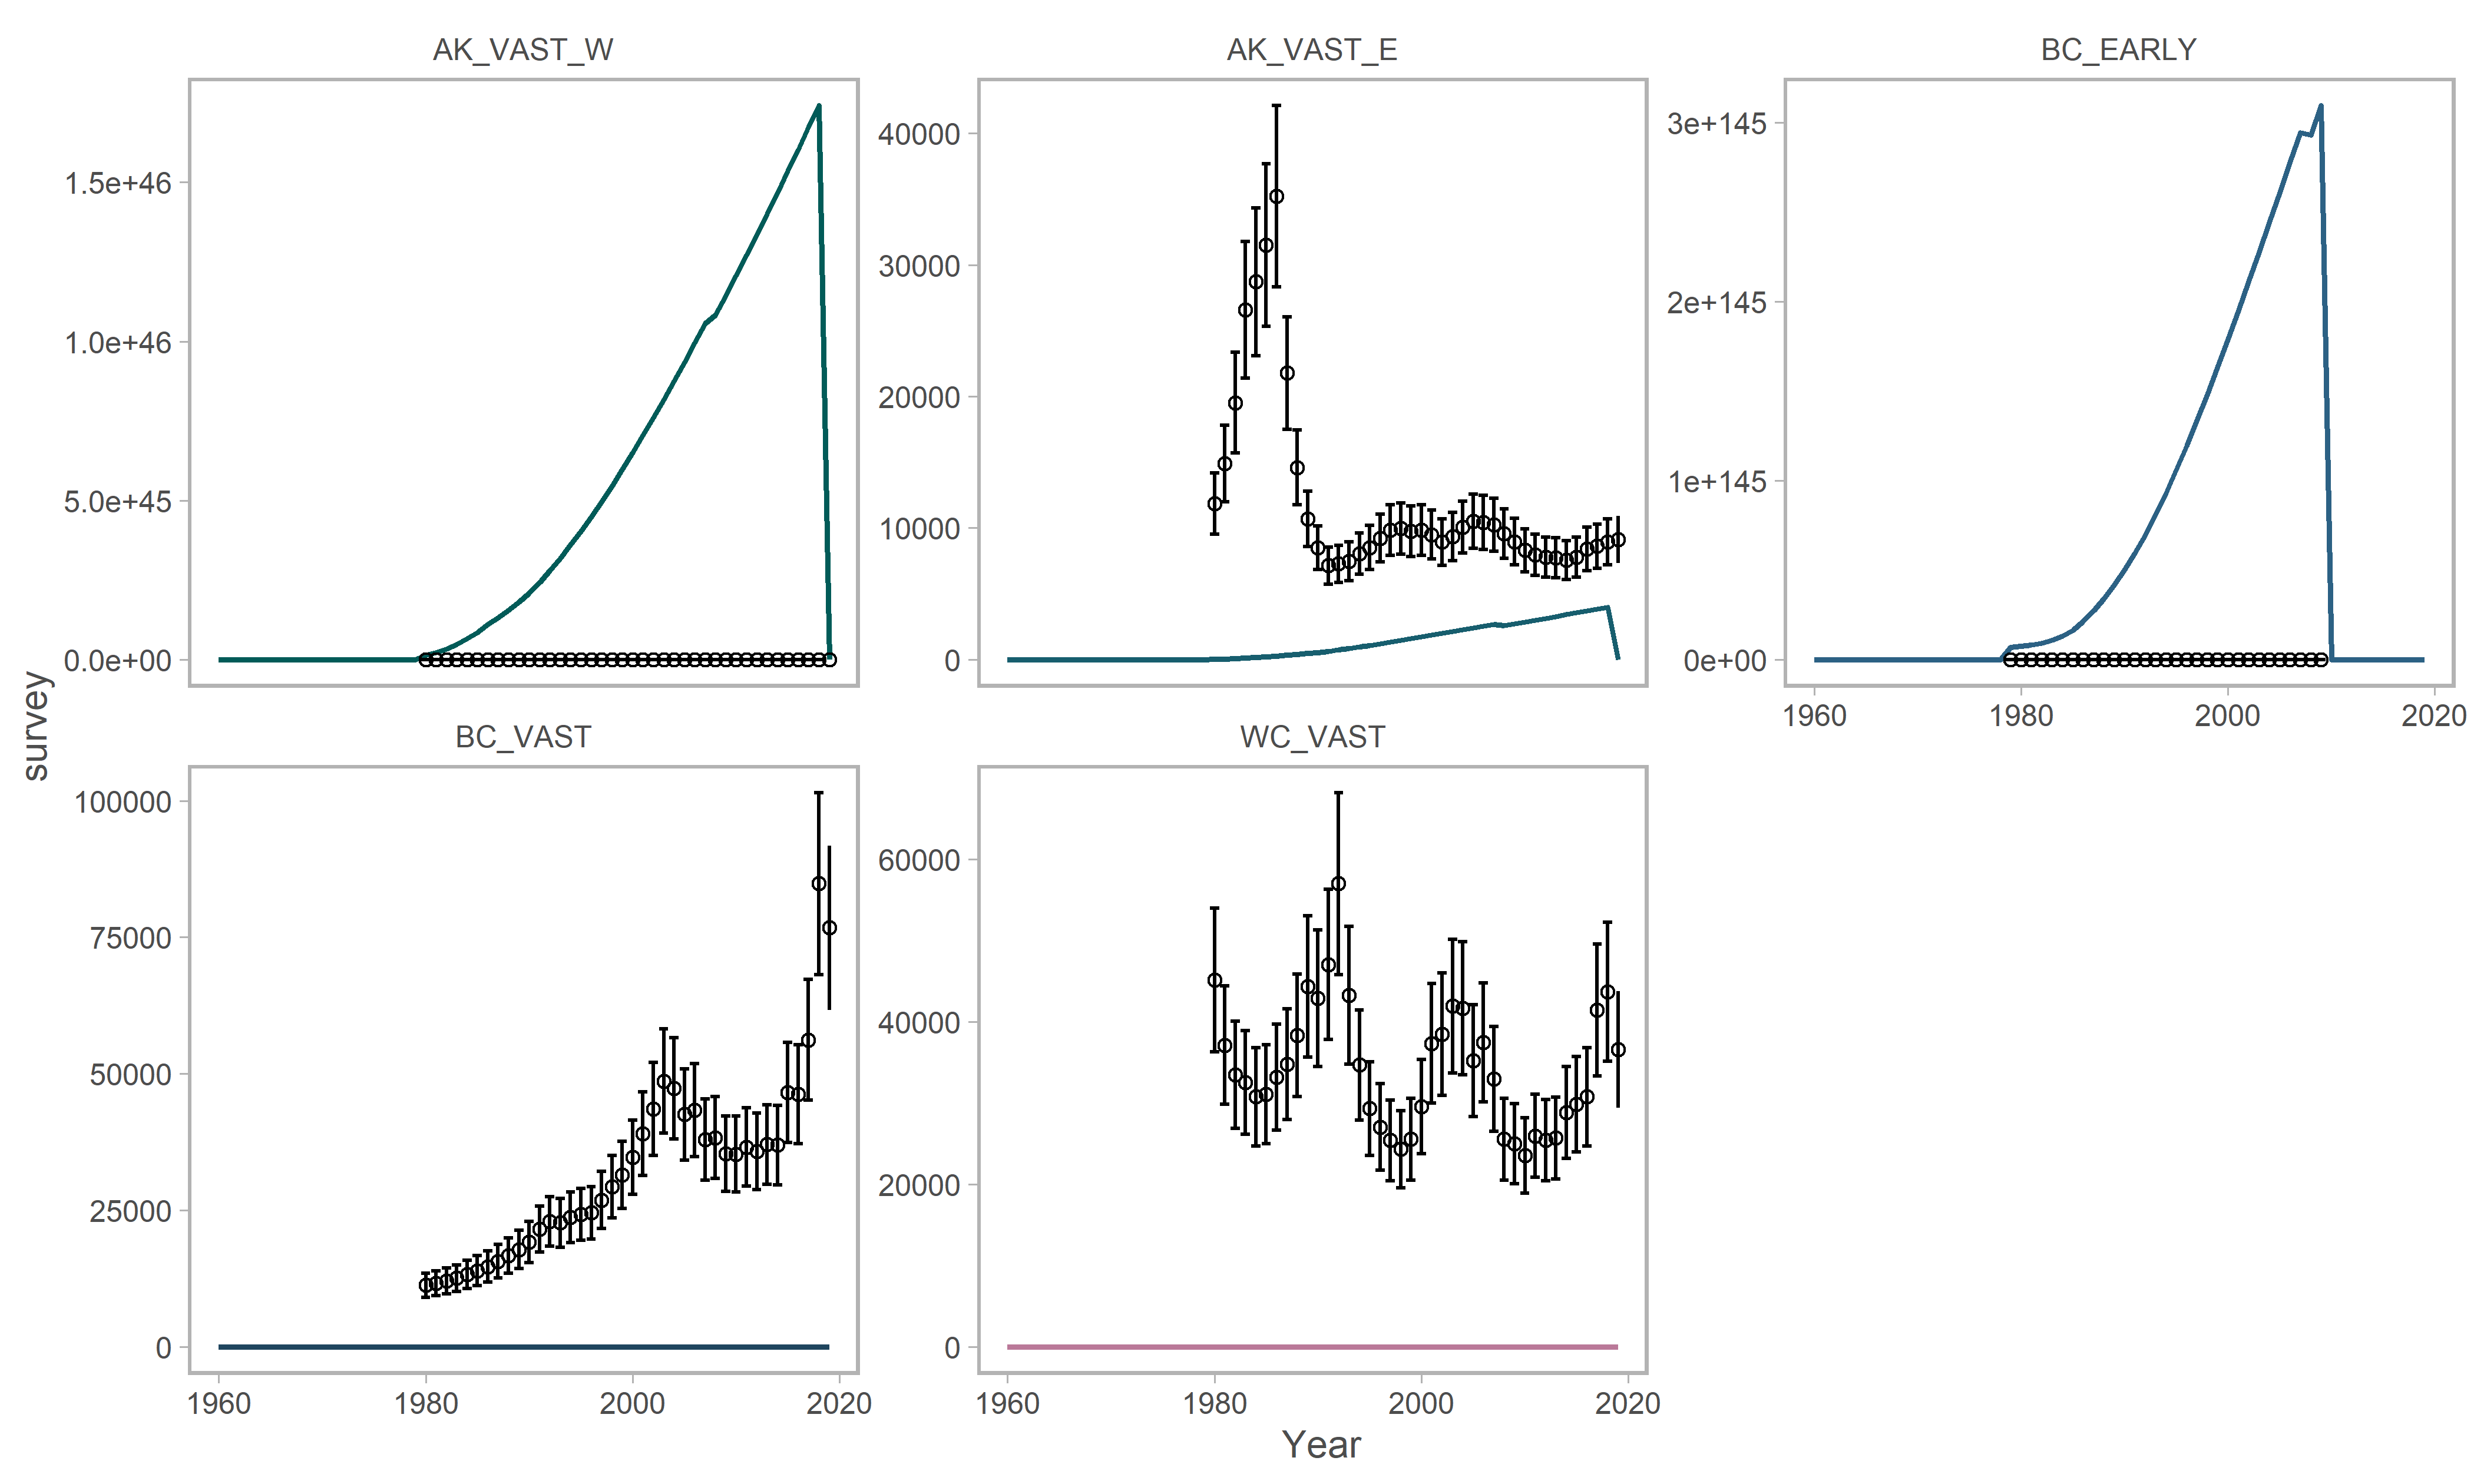 AK_VAST_W AK_VAST_E BC_EARLY
1.5e+46
1.0e+46
5.0e+45
0.0e+00
40000
30000
20000
10000
0
3e+145
2e+145
1e+145
0e+00
1960 1980 2000 2020
survey
BC_VAST WC_VAST
100000
75000
50000
25000
0
60000
40000
20000
0
1960 1980 2000 2020 1960 1980 2000 2020
Year